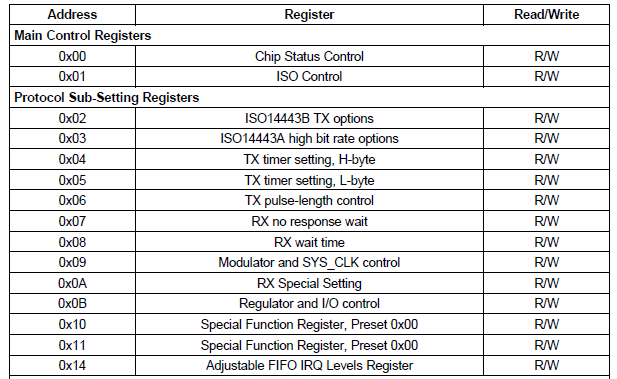 Address Register Read/Write
Main Control Registers
0x00 Chip Status Control R/W
0x01 ISO Control R/W
Protocol Sub-Setting Registers
0x02 ISO14443B TX options R/W
0x03 ISO14443A high bit rate options R/W
0x04 TX timer setting, H-byte R/W
0x05 TX timer setting, L-byte R/W
0x06 TX pulse-length control R/W
0x07 RX no response wait R/W
0x08 RX wait time R/W
0x09 Modulator and SYS_CLK control R/W
0x0A RX Special Setting R/W
0x0B Regulator and I/O control R/W
0x10 Special Function Register, Preset 0x00 R/W
0x11 Special Function Register, Preset 0x00 R/W
0x14 Adjustable FIFO IRQ Levels Register R/W